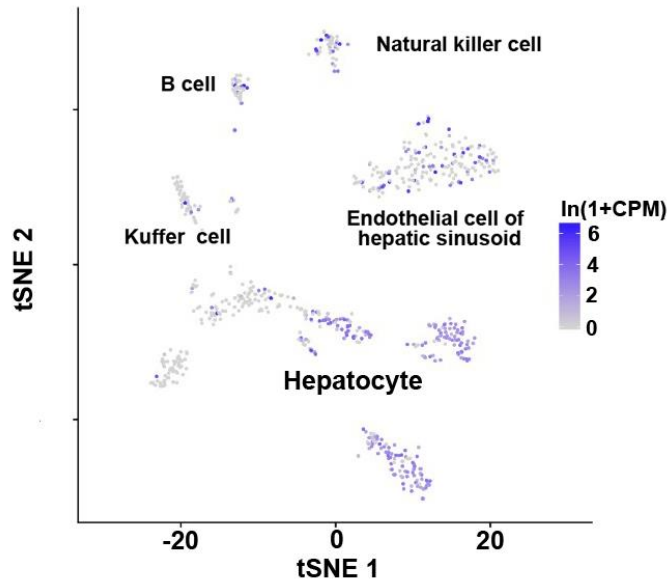 Natural killer cell
B cell
Endothelial cell of
hepatic sinusoid
Kuffer cell
Hepatocyte
ln(1+CPM)
6
4
2
0
tSNE 2
-20
0
20
tSNE 1